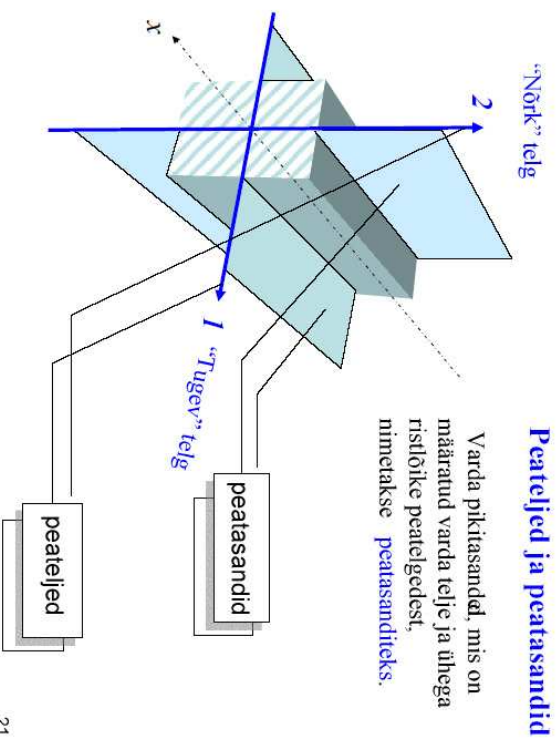 Peateljed ja peatasandid
Varda pikitasandid, mis on
määratud varda telje ja ühega
ristlõike peatelgedest,
nimetakse peatasanditeks.
"Nõrk" telg
2
x
1 "Tugev" telg
peatasandid
peateljed
21